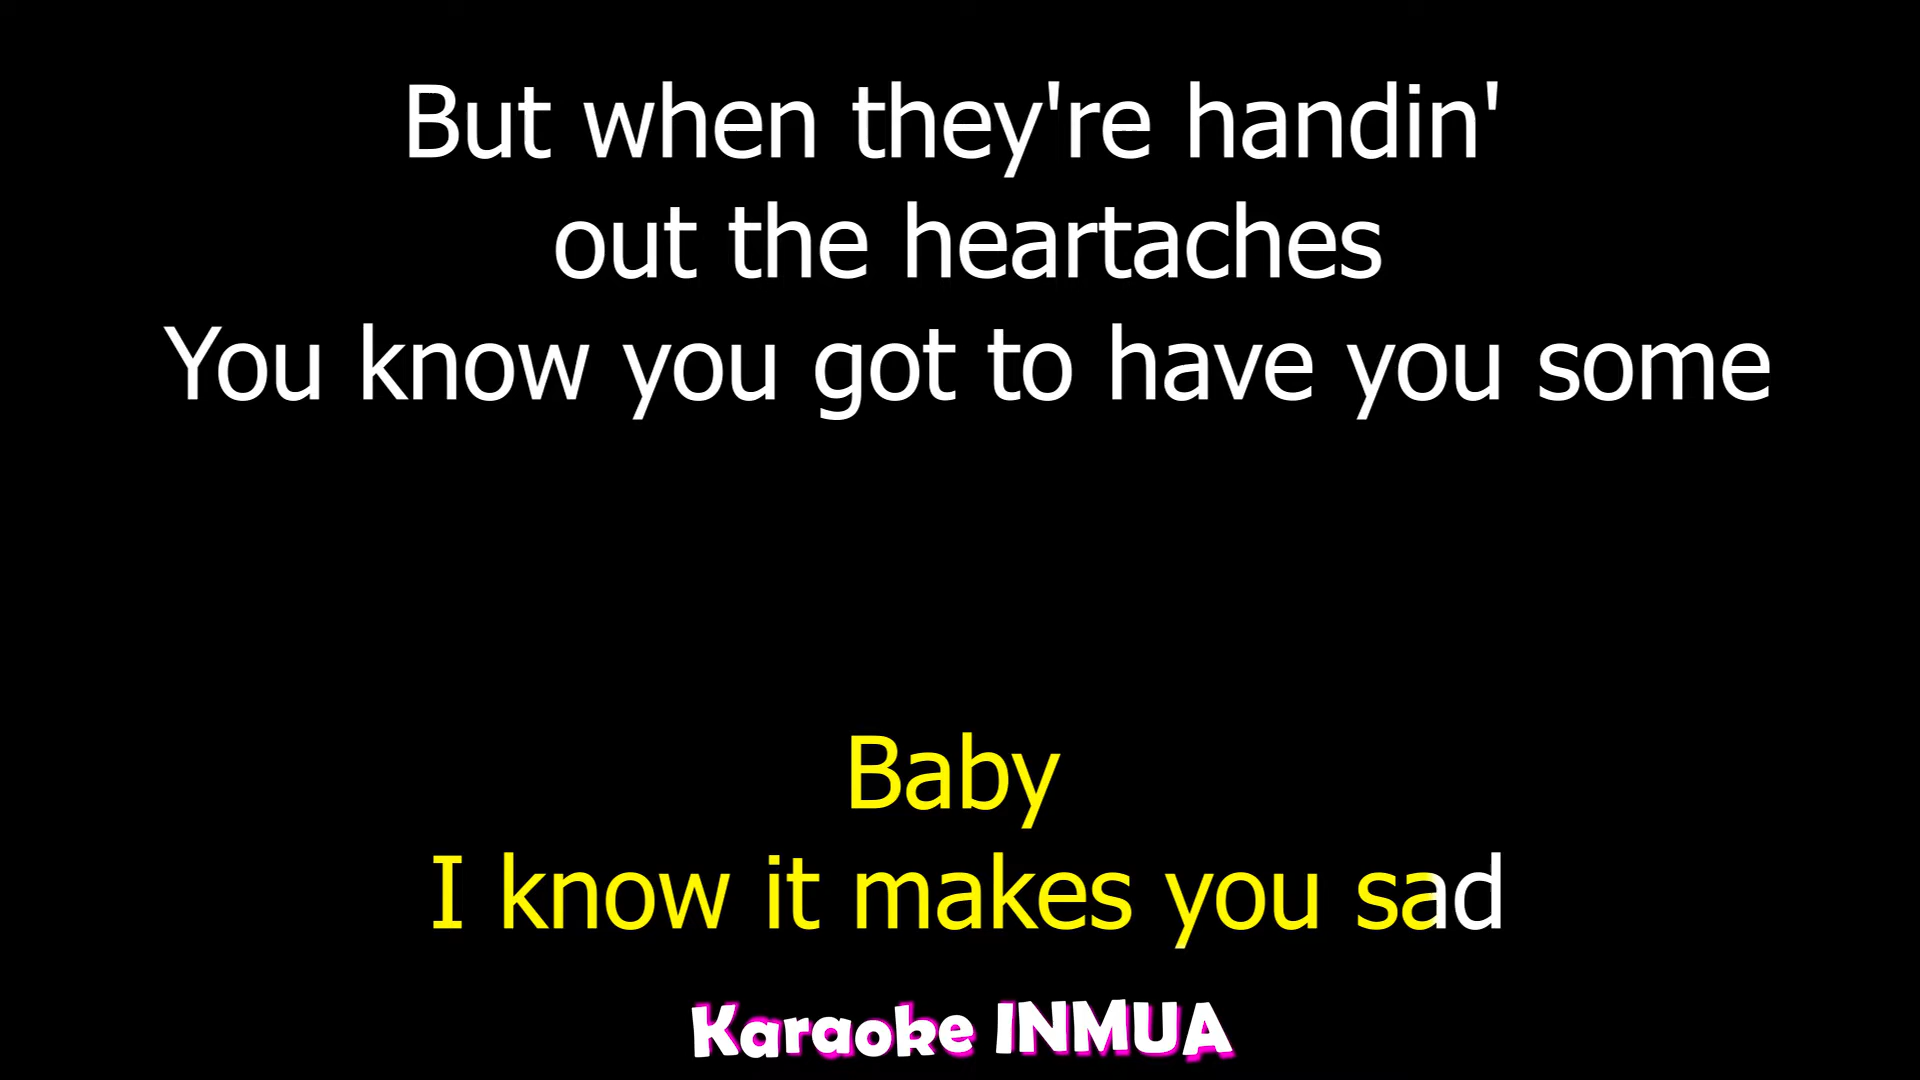 But when they're handin'
out the heartaches
You know you got to have you some
Baby
I know it makes you sad
Karaoke INMUA